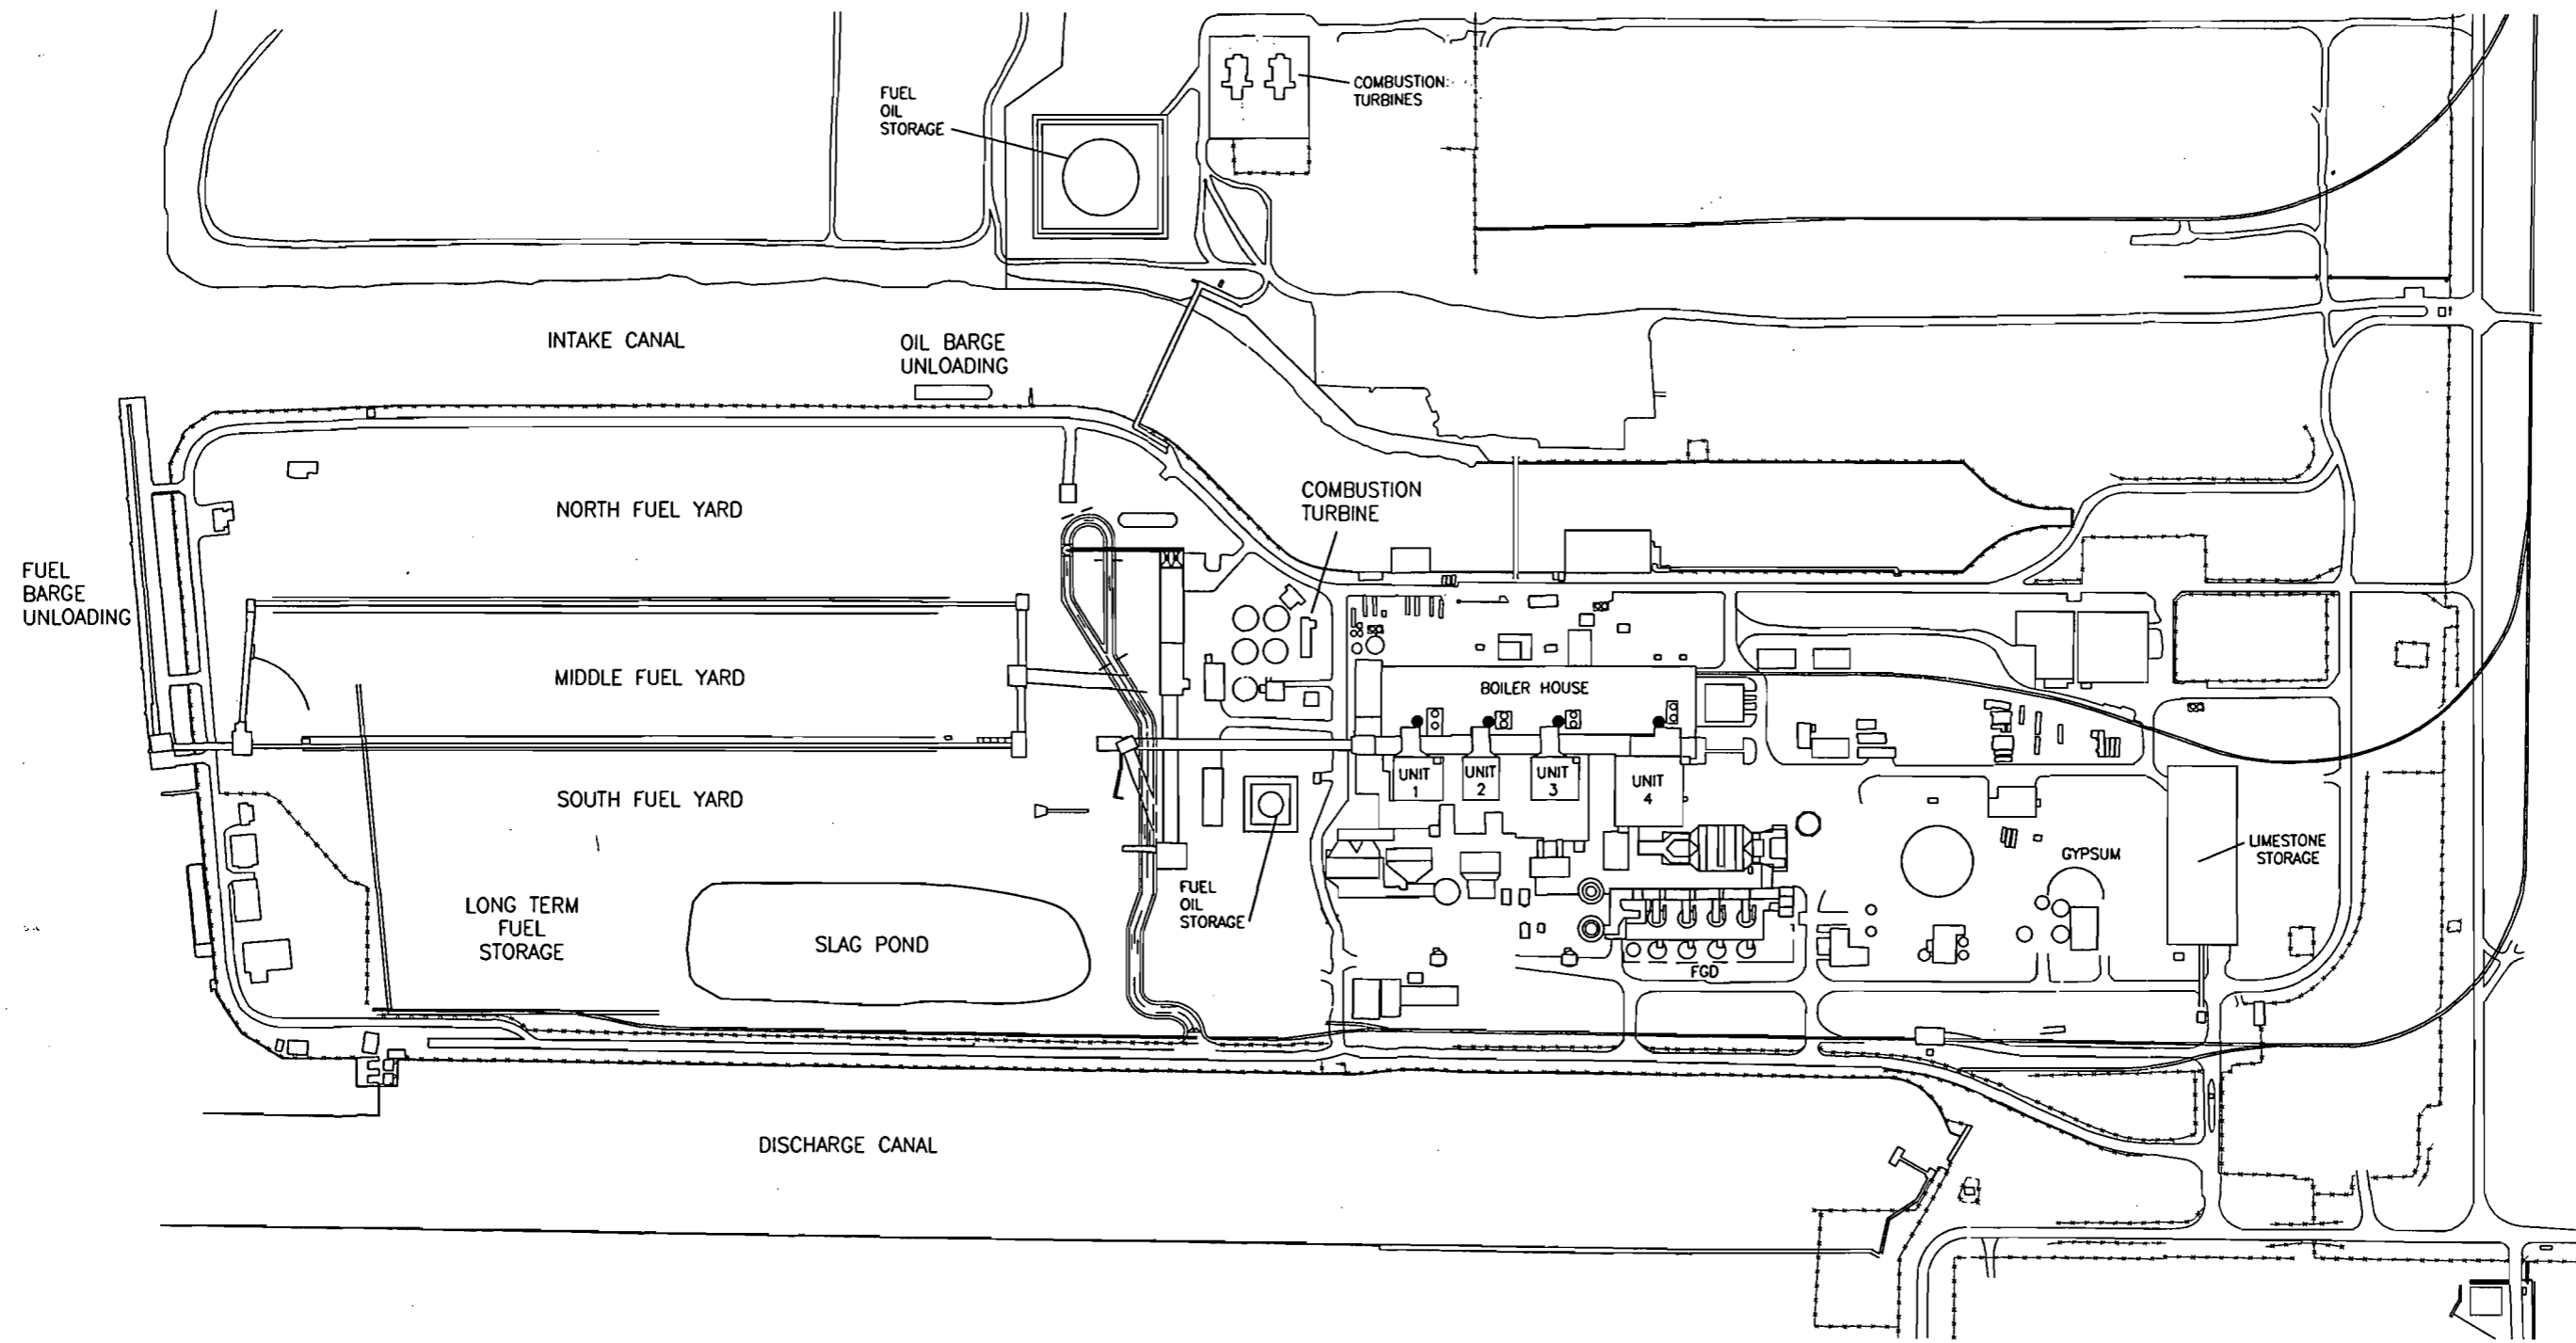 COMBUSTION
TURBINES
FUEL
OIL
STORAGE
INTAKE CANAL
OIL BARGE
UNLOADING
NORTH FUEL YARD
COMBUSTION
TURBINE
FUEL
BARGE
UNLOADING
MIDDLE FUEL YARD
BOILER HOUSE
SOUTH FUEL YARD
UNIT
1
UNIT
2
UNIT
3
UNIT
4
LIMESTONE
STORAGE
GYPSUM
LONG TERM
FUEL
STORAGE
SLAG POND
FUEL
OIL
STORAGE
FGD
DISCHARGE CANAL